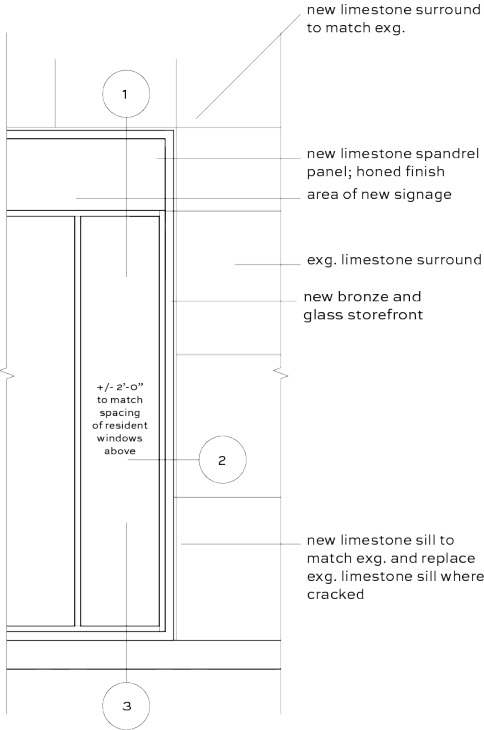 new limestone surround
to match exg.
1
new limestone spandrel
panel; honed finish
area of new signage
exg. limestone surround
new bronze and
glass storefront
+/- 2'-0"
to match
spacing
of resident
windows
above
2
new limestone sill to
match exg. and replace
exg. limestone sill where
cracked
3